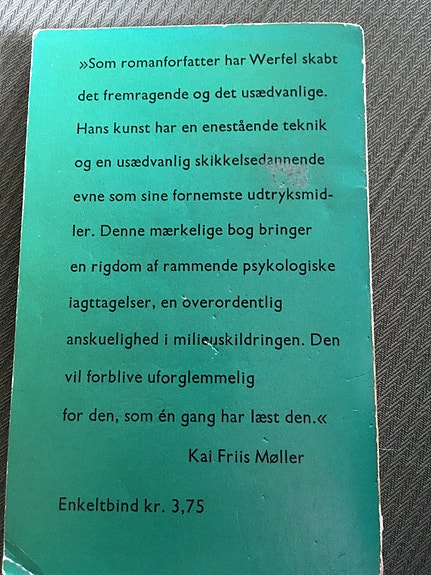 »Som romanforfatter har Werfel skabt
det fremragende og det usædvanlige.
Hans kunst har en enestående teknik
og en usædvanlig skikkelsedannende
evne som sine fornemste udtryksmid-
ler. Denne mærkelige bog bringer
en rigdom af rammende psykologiske
iagttagelser, en overordentlig
anskuelighed i milieuskildringen. Den
vil forblive uforglemmelig
for den, som én gang har læst den.«
Kai Friis Møller
Enkeltbind kr. 3,75